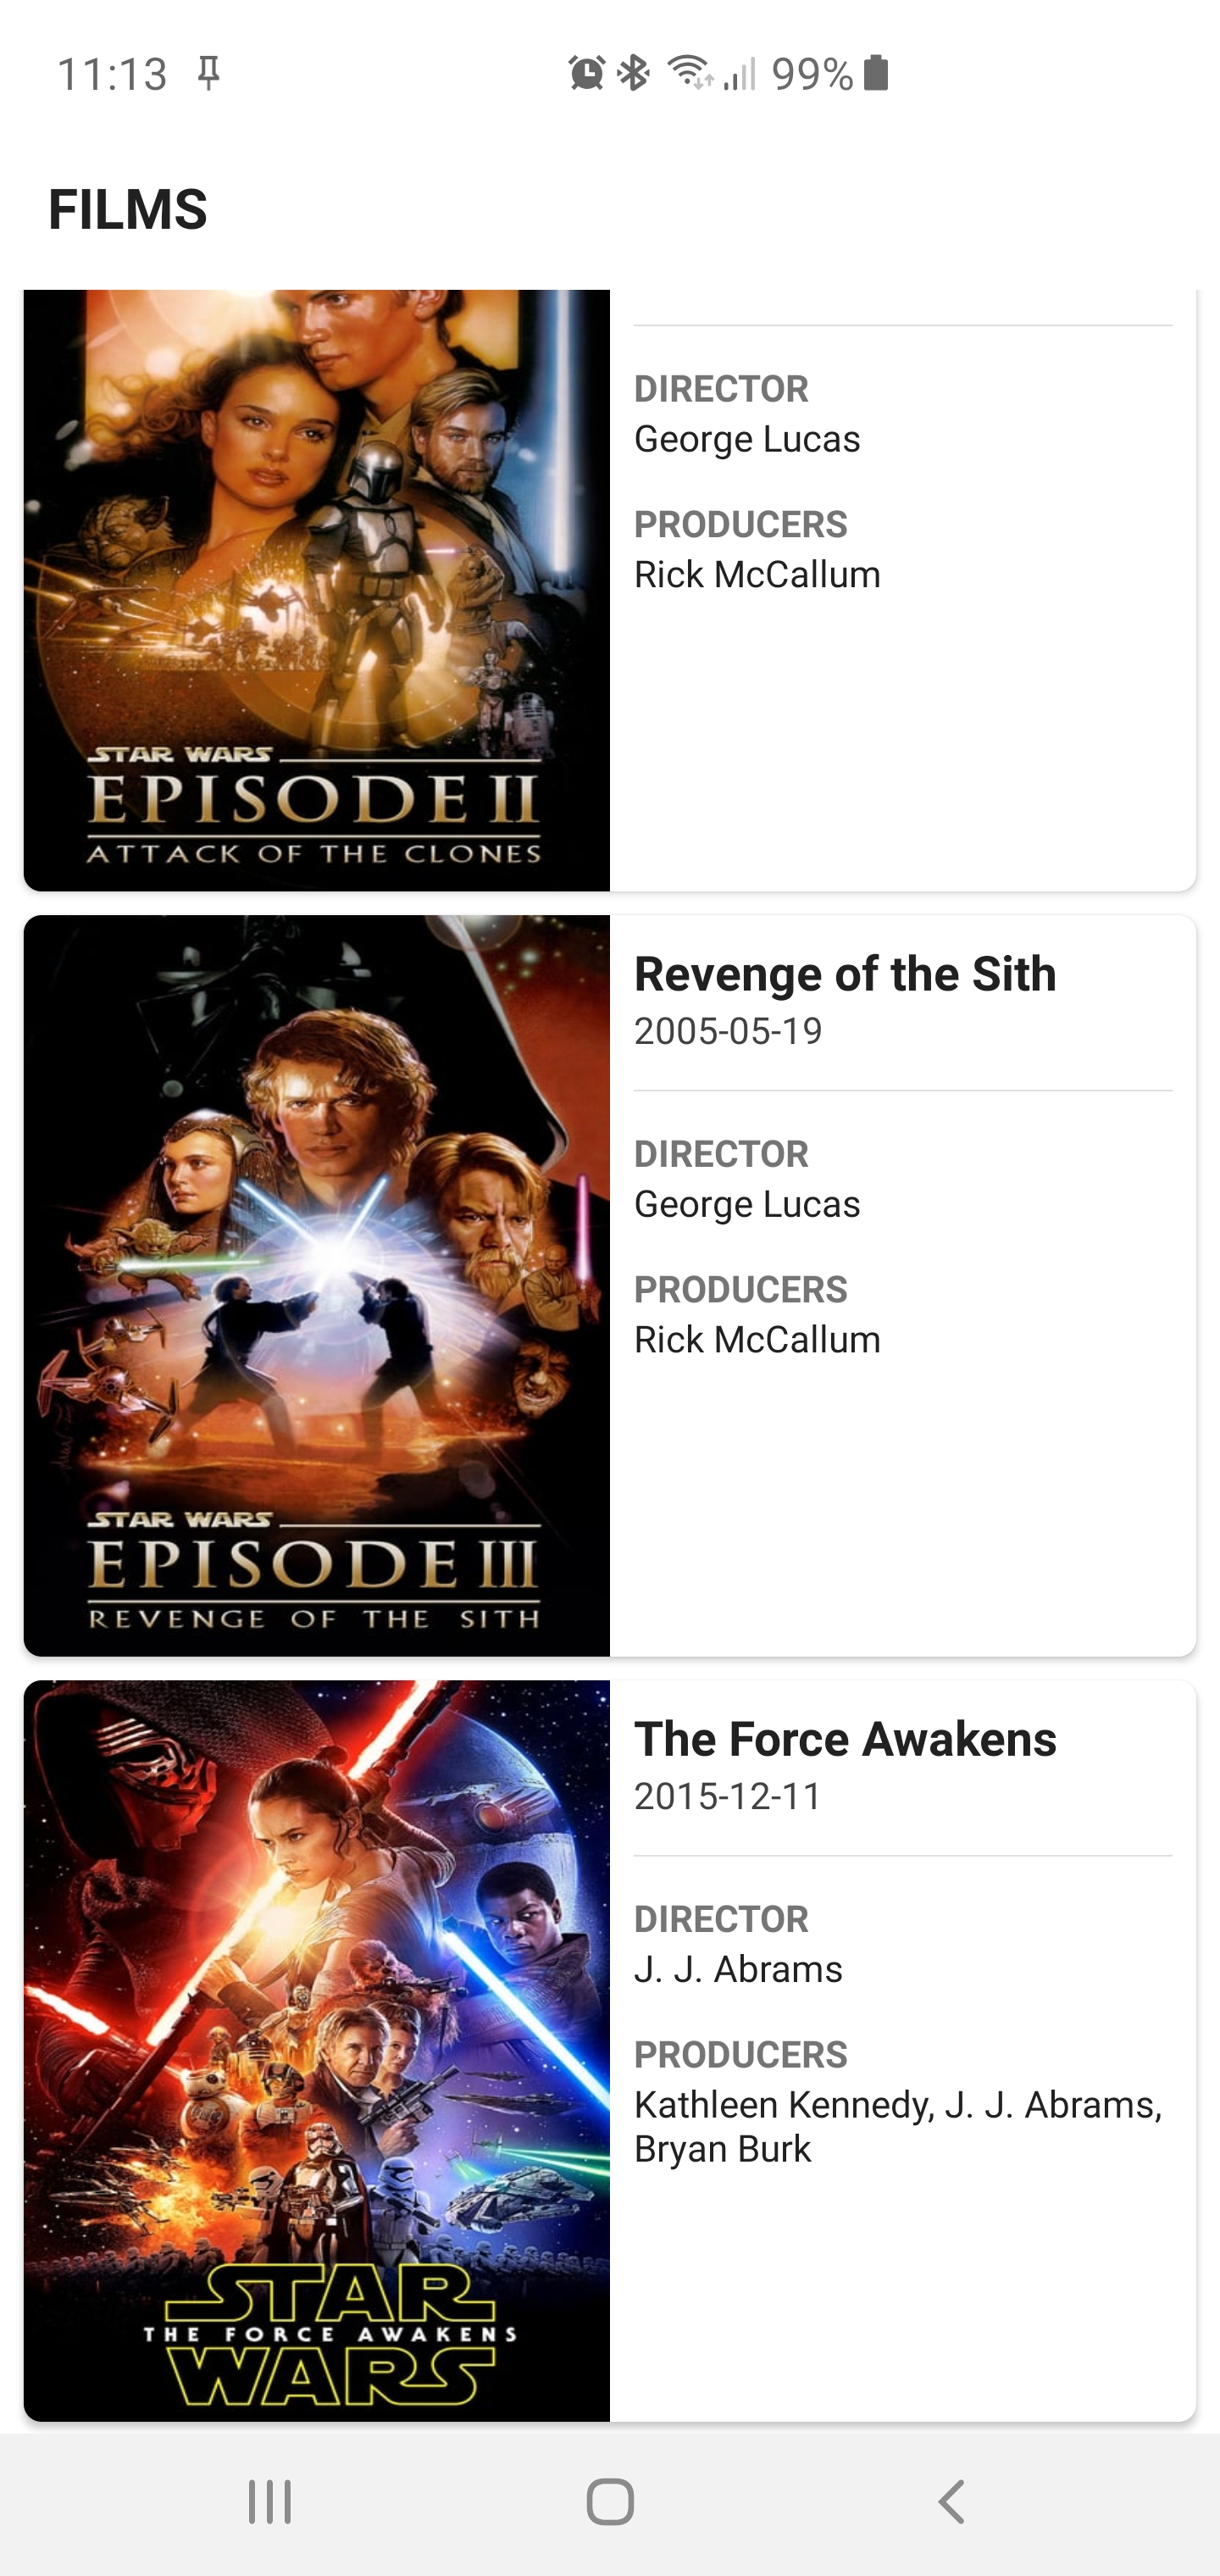 11:13
99%
FILMS
DIRECTOR
George Lucas
PRODUCERS
Rick McCallum
STAR WARS
EPISODE II
ATTACK OF THE CLONES
Revenge of the Sith
2005-05-19
DIRECTOR
George Lucas
PRODUCERS
Rick McCallum
STAR WARS
EPISODE III
REVENGE OF THE SITH
The Force Awakens
2015-12-11
DIRECTOR
J. J. Abrams
PRODUCERS
Kathleen Kennedy, J. J. Abrams,
Bryan Burk
STAR
THE FORCE AWAKENS
WARS